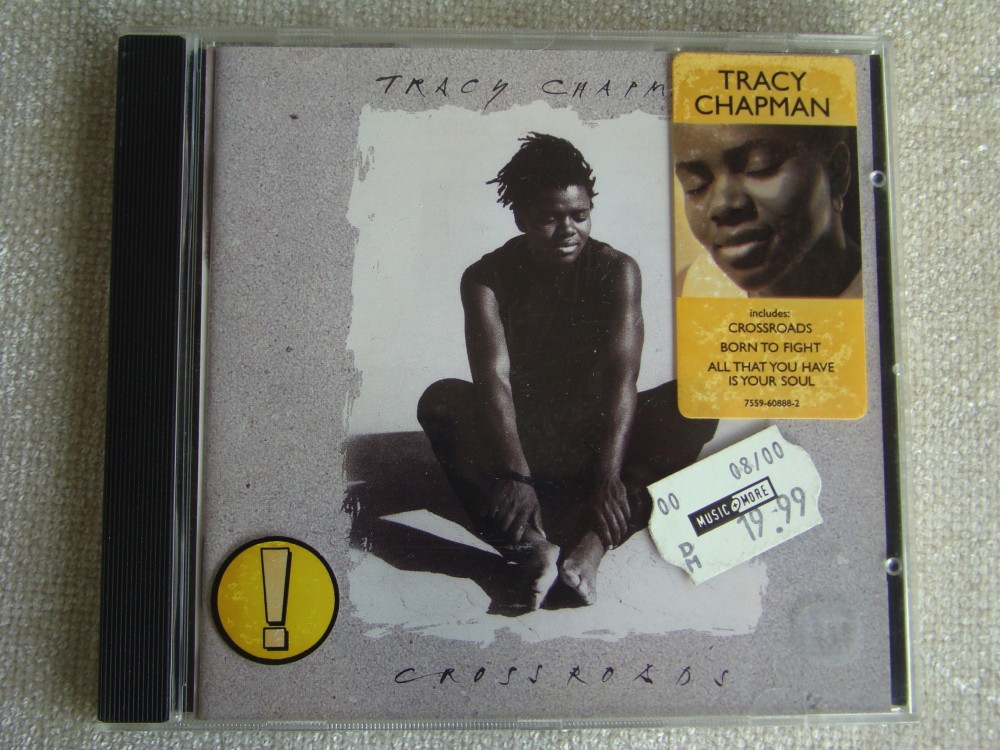 TRACY CHAPM
TRACY
CHAPMAN
includes:
CROSSROADS
BORN TO FIGHT
ALL THAT YOU HAVE
IS YOUR SOUL
7559-60888-2
08/00
00
MUSIC & MORE
DM
19.99
!
CROSSROADS